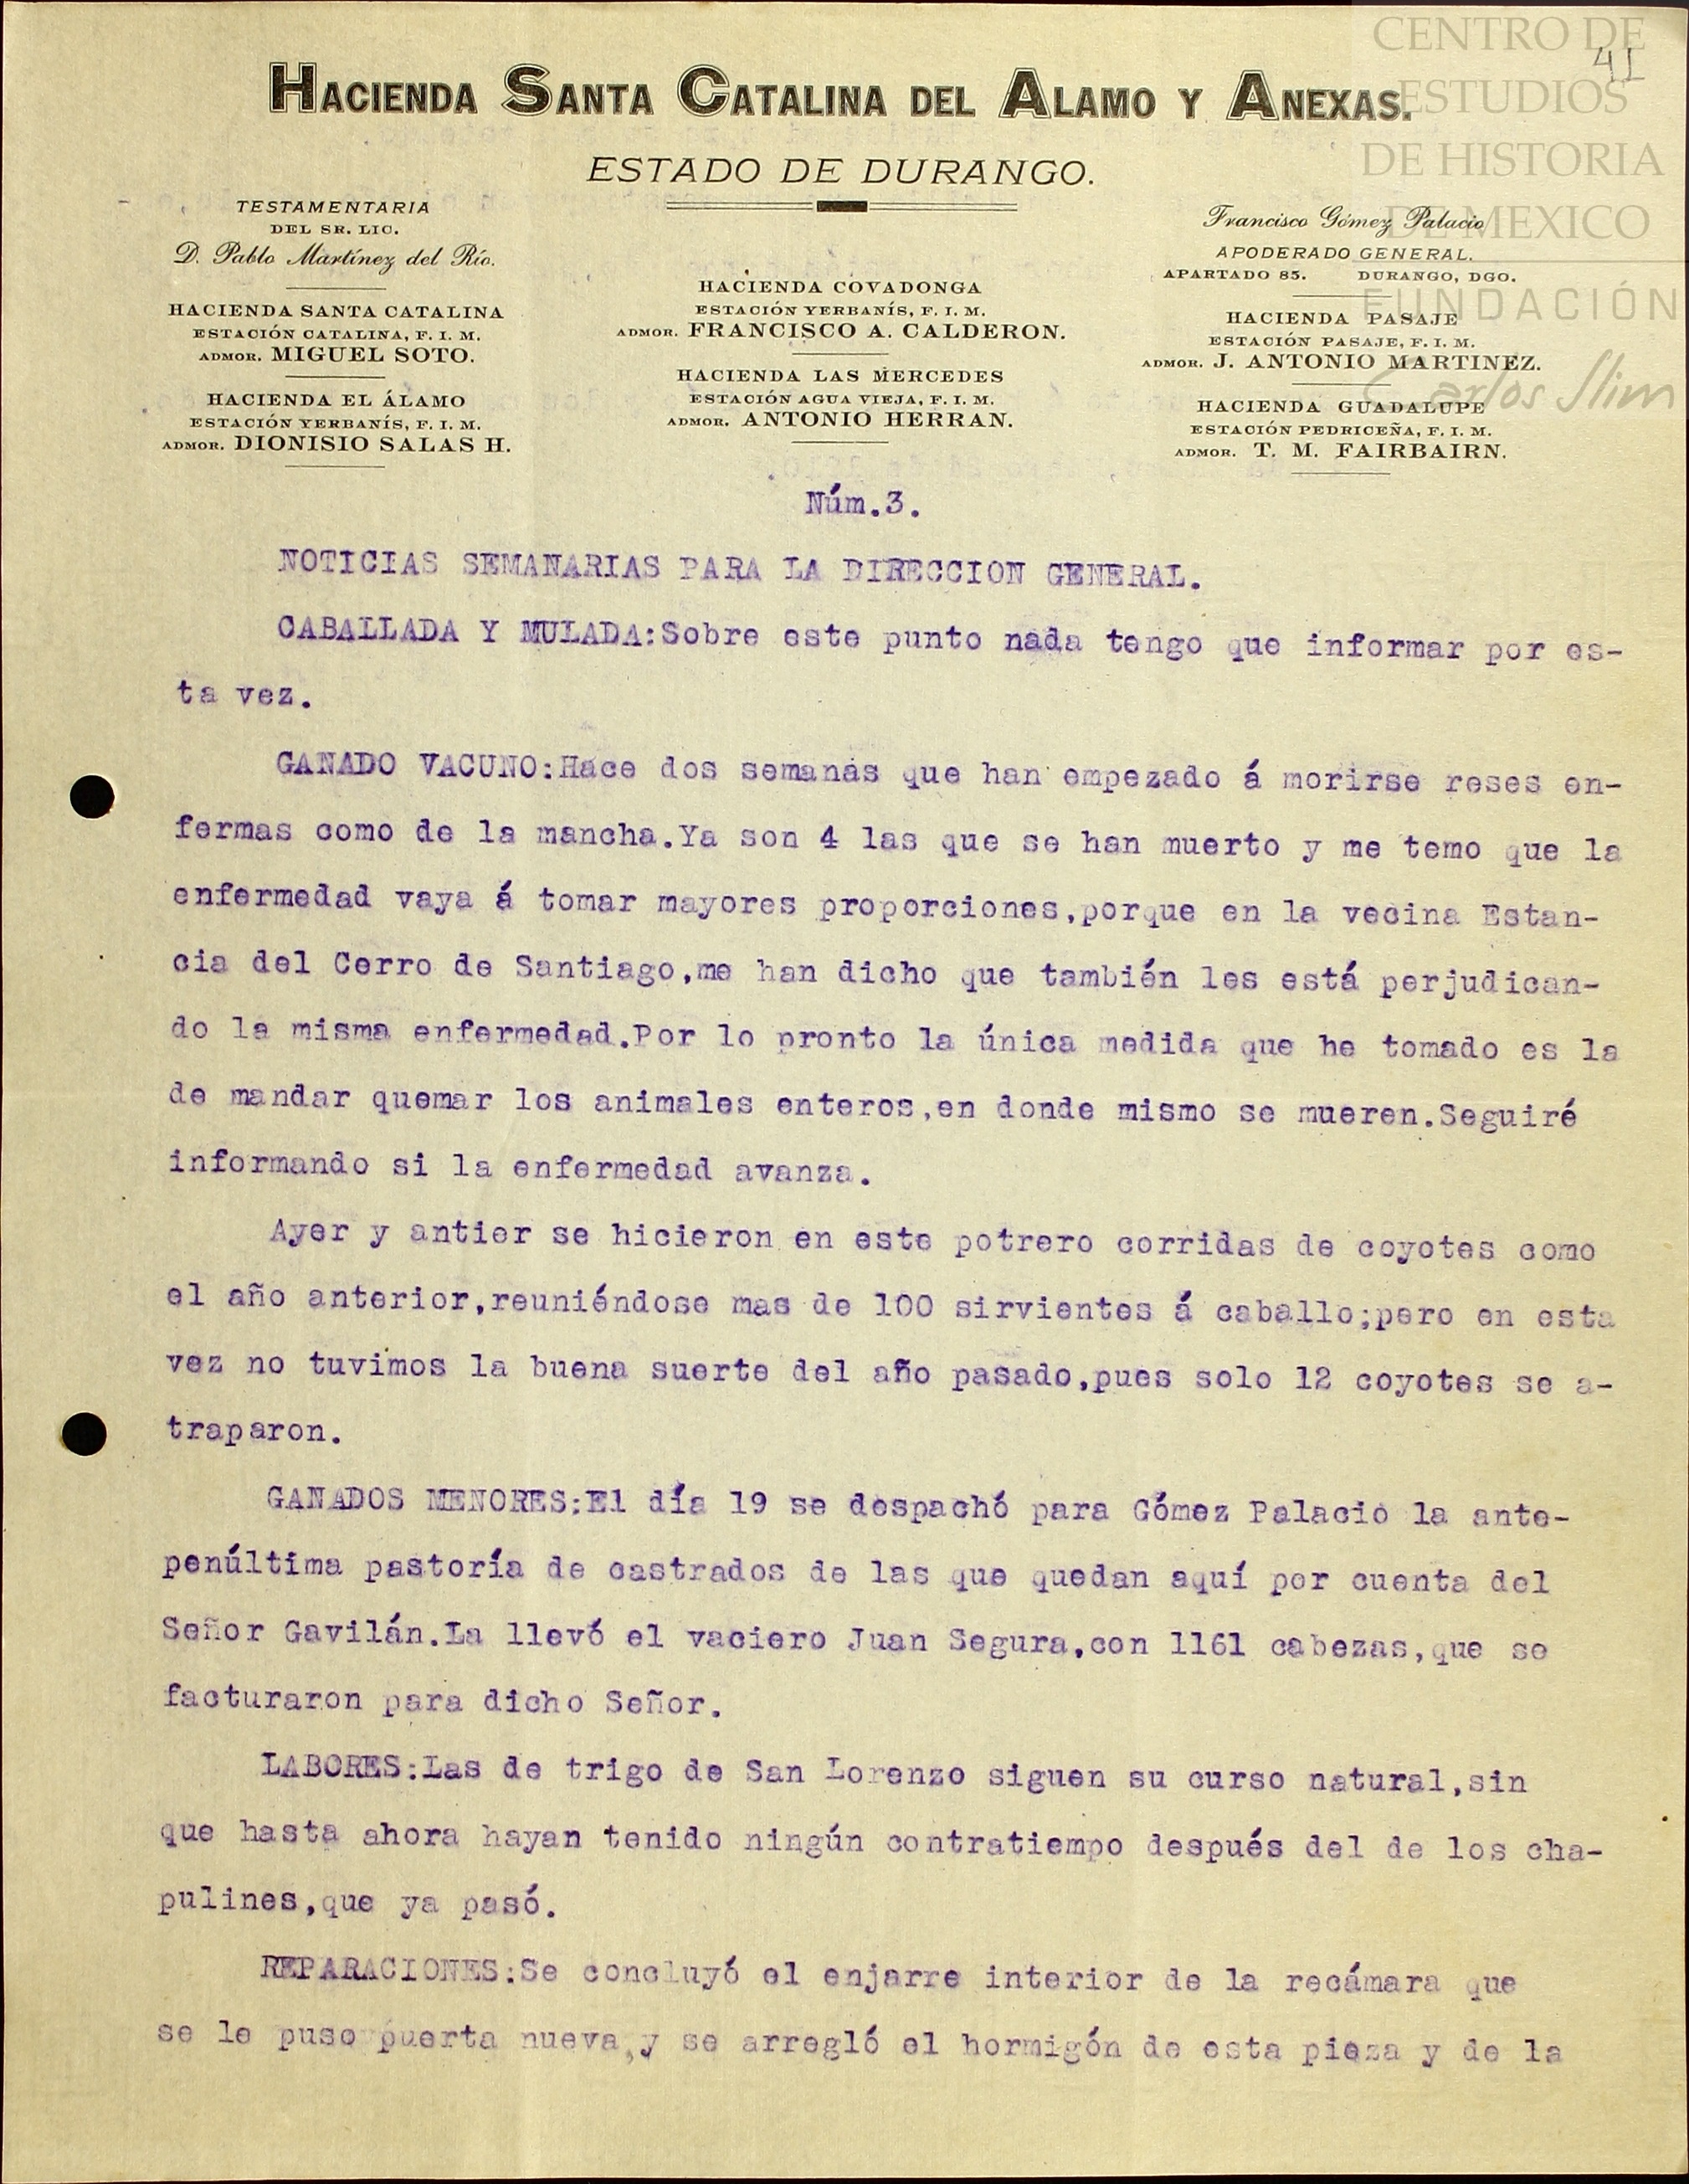 CENTRO DE
ESTUDIOS
DE HISTORIA
DE MEXICO
FUNDACIÓN
Carlos Slim
41
HACIENDA SANTA CATALINA DEL ALAMO Y ANEXAS.
ESTADO DE DURANGO.
TESTAMENTARIA
DEL SR. LIC.
D. Pablo Martínez del Río.
HACIENDA SANTA CATALINA
ESTACIÓN CATALINA, F. I. M.
ADMOR. MIGUEL SOTO.
HACIENDA EL ÁLAMO
ESTACIÓN YERBANÍS, F. I. M.
ADMOR. DIONISIO SALAS H.
HACIENDA COVADONGA
ESTACIÓN YERBANÍS, F. I. M.
ADMOR. FRANCISCO A. CALDERON.
HACIENDA LAS MERCEDES
ESTACIÓN AGUA VIEJA, F. I. M.
ADMOR. ANTONIO HERRAN.
Francisco Gómez Palacio
APODERADO GENERAL.
APARTADO 85. DURANGO, DGO.
HACIENDA PASAJE
ESTACIÓN PASAJE, F. I. M.
ADMOR. J. ANTONIO MARTINEZ.
HACIENDA GUADALUPE
ESTACIÓN PEDRICEÑA, F. I. M.
ADMOR. T. M. FAIRBAIRN.
Núm.3.
NOTICIAS SEMANARIAS PARA LA DIRECCION GENERAL.
CABALLADA Y MULADA:Sobre este punto nada tengo que informar por es-
ta vez.
GANADO VACUNO:Hace dos semanas que han empezado á morirse reses en-
fermas como de la mancha.Ya son 4 las que se han muerto y me temo que la
enfermedad vaya á tomar mayores proporciones,porque en la vecina Estan-
cia del Cerro de Santiago,me han dicho que también les está perjudican-
do la misma enfermedad.Por lo pronto la única medida que he tomado es la
de mandar quemar los animales enteros,en donde mismo se mueren.Seguiré
informando si la enfermedad avanza.
Ayer y antier se hicieron en este potrero corridas de coyotes como
el año anterior,reuniéndose mas de 100 sirvientes á caballo;pero en esta
vez no tuvimos la buena suerte del año pasado,pues solo 12 coyotes se a-
traparon.
GANADOS MENORES:El día 19 se despachó para Gómez Palacio la ante-
penúltima pastoría de castrados de las que quedan aquí por cuenta del
Señor Gavilán.La llevó el vaciero Juan Segura,con 1161 cabezas,que se
facturaron para dicho Señor.
LABORES:Las de trigo de San Lorenzo siguen su curso natural,sin
que hasta ahora hayan tenido ningún contratiempo después del de los cha-
pulines,que ya pasó.
REPARACIONES:Se concluyó el enjarre interior de la recámara que
se le puso puerta nueva,y se arregló el hormigón de esta pieza y de la